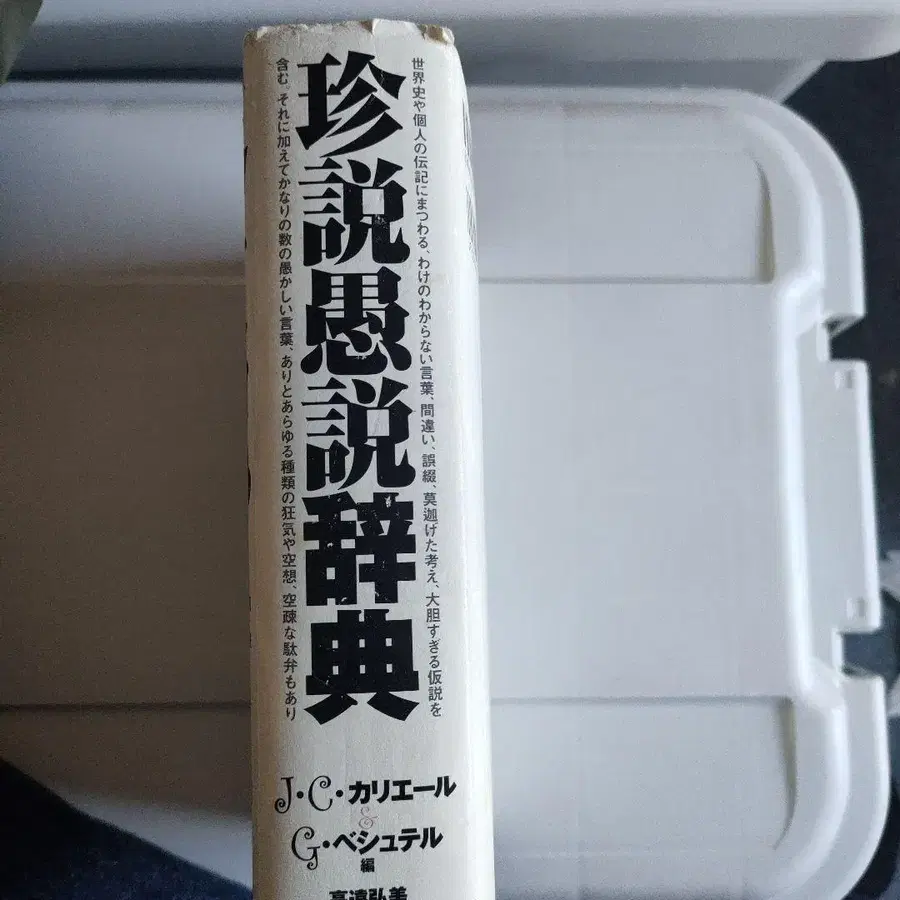 世界史や個人の伝記にまつわる、わけのわからない言葉、間違い、誤綴、莫迦げた考え、大胆すぎる仮説を
珍説愚説辞典
含む。それに加えてかなりの数の愚かしい言葉、ありとあらゆる種類の狂気や空想、空疎な駄弁もあり
J・C・カリエール
&
G・ベシュテル
編
高遠弘美